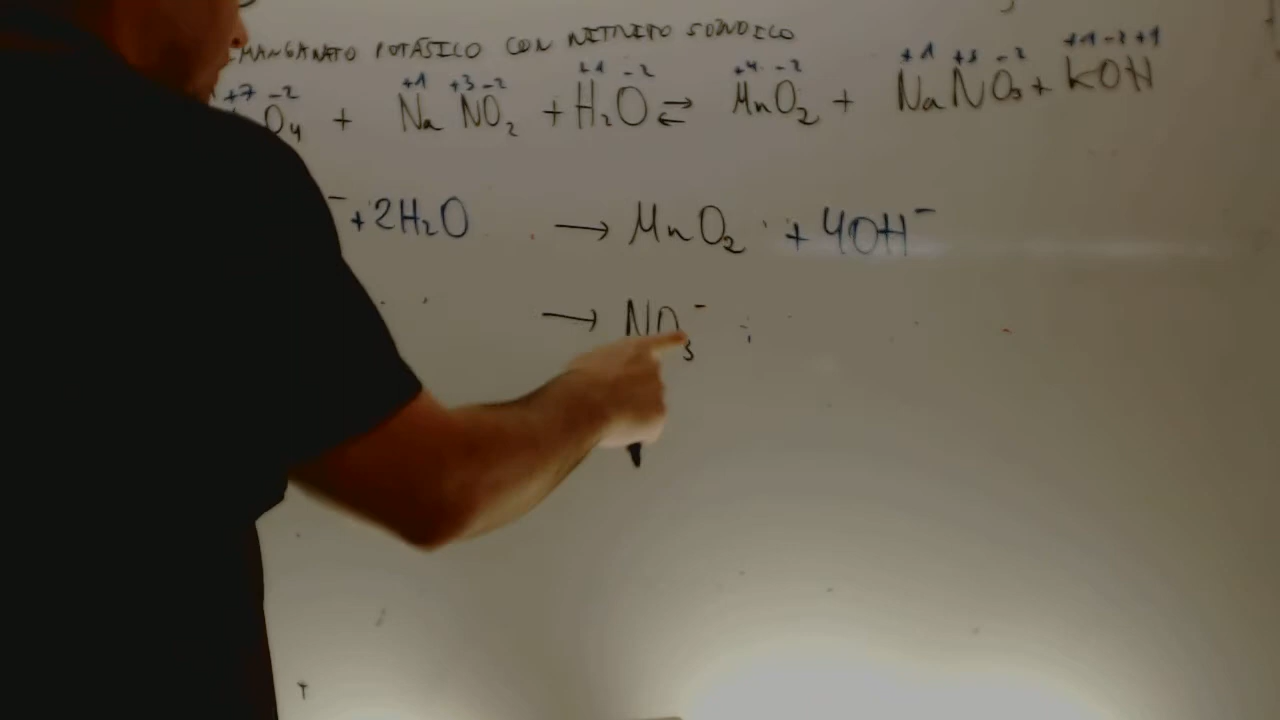 MANGANATO POTÁSICO CON NITRITO SÓDICO
+7 -2 +1 +3 -2 +1 -2 +4 -2 +1 +5 -2 +1 -2 +1
O₄ + Na NO₂ + H₂O ⇄ MnO₂ + NaNO₃ + KOH
⁻ + 2H₂O → MnO₂ + 4OH⁻
→ NO₃⁻